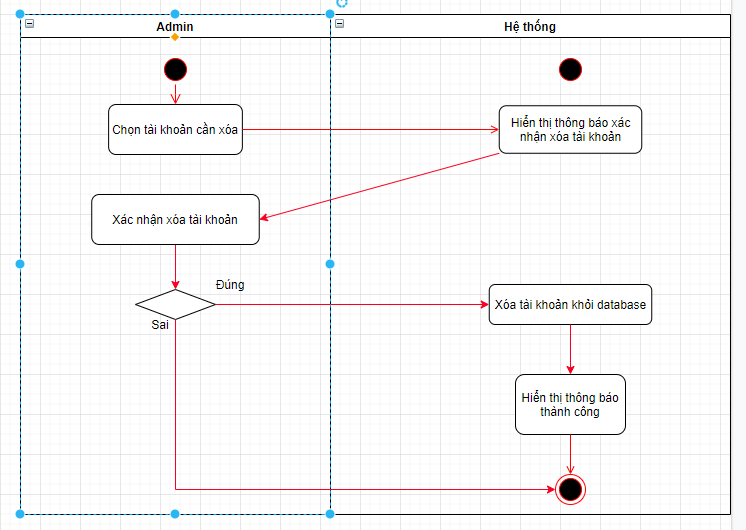 Admin
Hệ thống
Chọn tài khoản cần xóa
Hiển thị thông báo xác
nhận xóa tài khoản
Xác nhận xóa tài khoản
Đúng
Sai
Xóa tài khoản khỏi database
Hiển thị thông báo
thành công